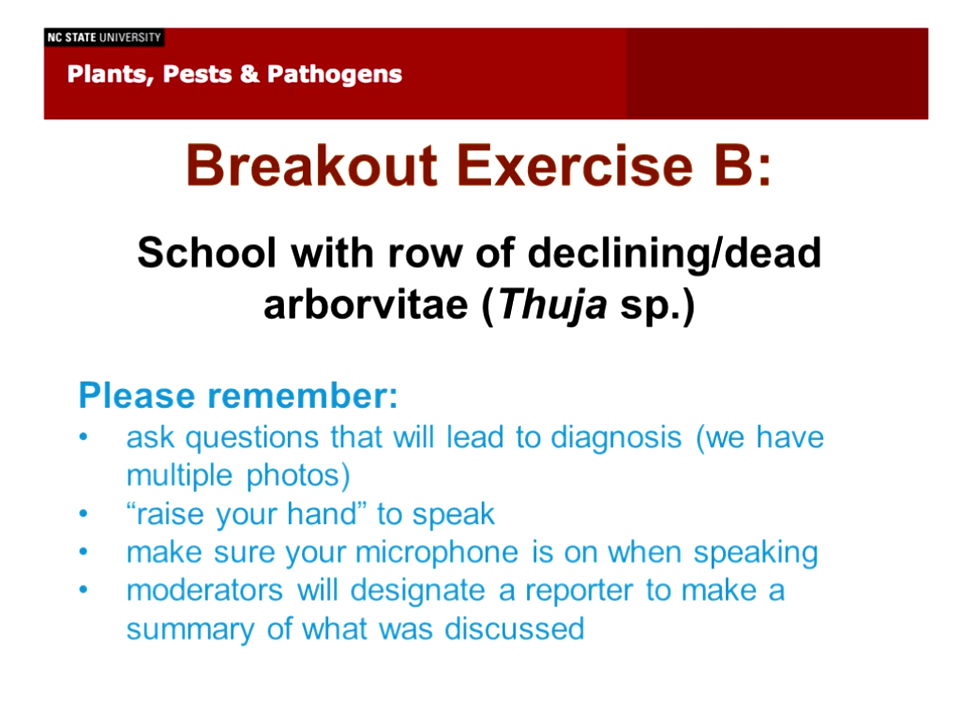 NC STATE UNIVERSITY
Plants, Pests & Pathogens
Breakout Exercise B:
School with row of declining/dead
arborvitae (Thuja sp.)
Please remember:
• ask questions that will lead to diagnosis (we have
multiple photos)
• “raise your hand” to speak
• make sure your microphone is on when speaking
• moderators will designate a reporter to make a
summary of what was discussed